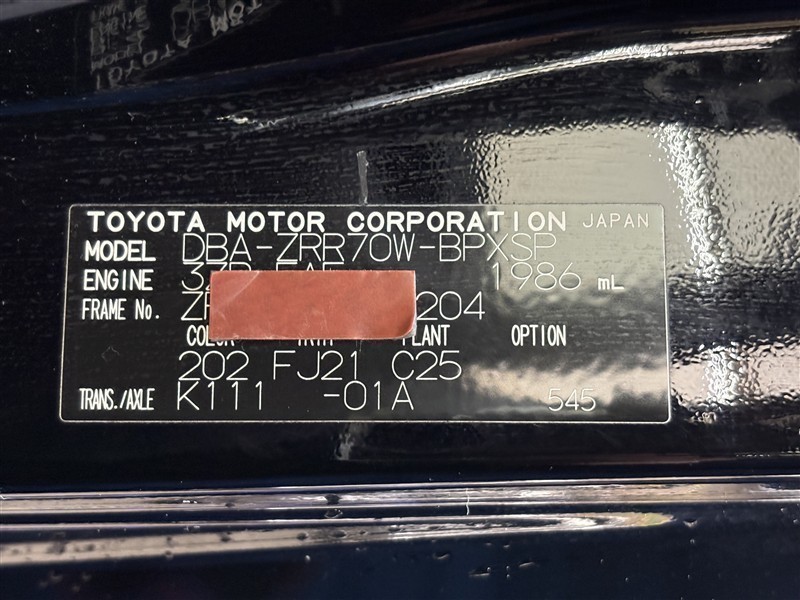 TOYOTA MOTOR CORPORATION JAPAN
MODEL DBA-ZRR70W-BPXSP
ENGINE 1986 mL
FRAME No. 204
COLOR PLANT OPTION
202 FJ21 C25
TRANS./AXLE K111 -01A 545